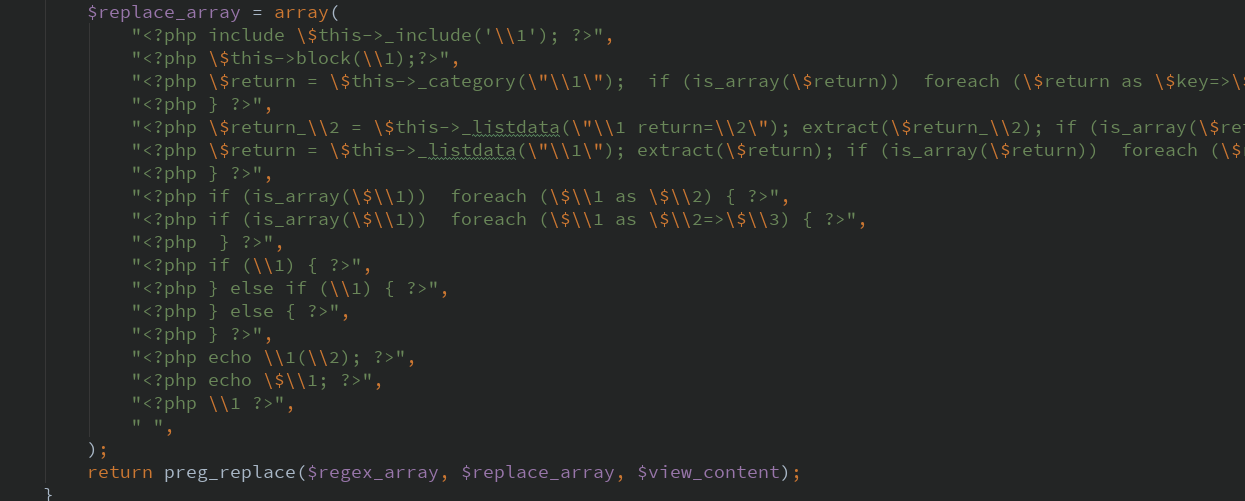 $replace_array = array(
"<?php include \$this->_include('\\1'); ?>",
"<?php \$this->block(\\1);?>",
"<?php \$return = \$this->_category(\"\\1\");  if (is_array(\$return))  foreach (\$return as \$key=>\$
"<?php } ?>",
"<?php \$return_\\2 = \$this->_listdata(\"\\1 return=\\2\"); extract(\$return_\\2); if (is_array(\$ret
"<?php \$return = \$this->_listdata(\"\\1\"); extract(\$return); if (is_array(\$return))  foreach (\$r
"<?php } ?>",
"<?php if (is_array(\$\\1))  foreach (\$\\1 as \$\\2) { ?>",
"<?php if (is_array(\$\\1))  foreach (\$\\1 as \$\\2=>\$\\3) { ?>",
"<?php  } ?>",
"<?php if (\\1) { ?>",
"<?php } else if (\\1) { ?>",
"<?php } else { ?>",
"<?php } ?>",
"<?php echo \\1(\\2); ?>",
"<?php echo \$\\1; ?>",
"<?php \\1 ?>",
" ",
);
return preg_replace($regex_array, $replace_array, $view_content);
}